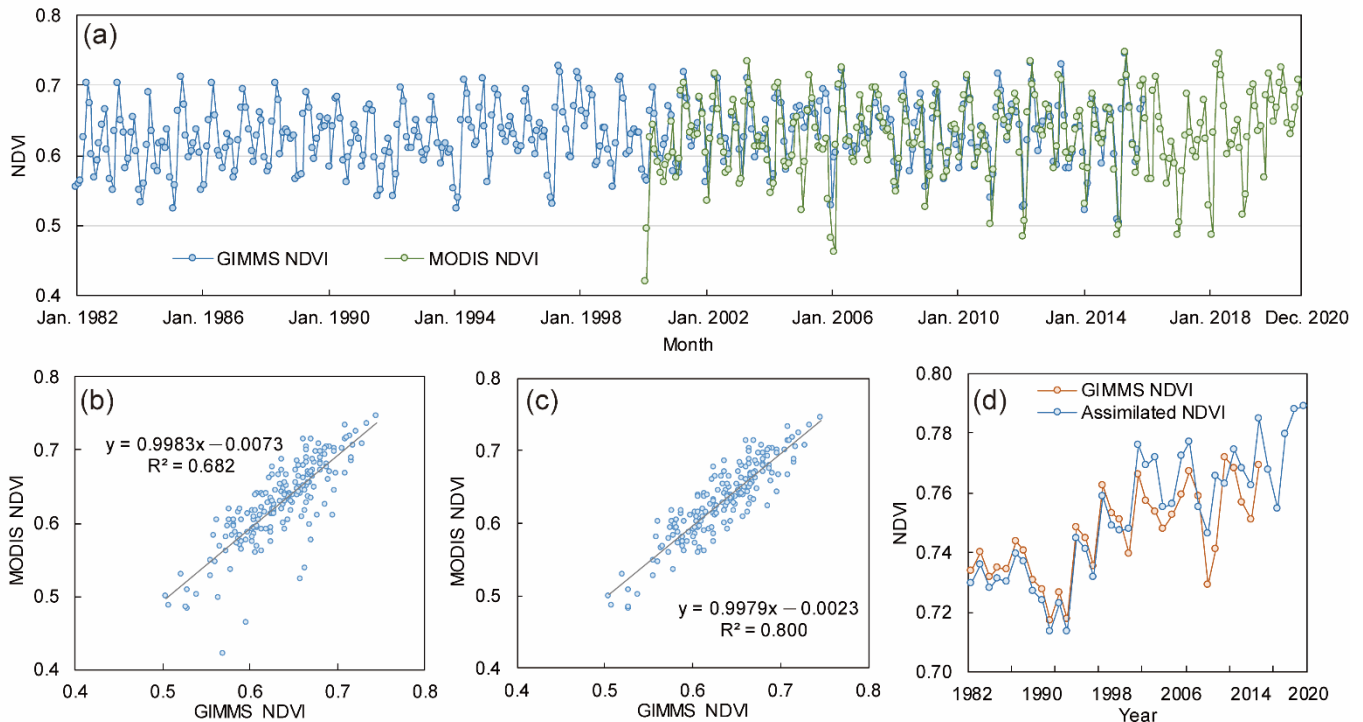 (a)
0.8
0.7
0.6
0.5
0.4
NDVI
GIMMS NDVI
MODIS NDVI
Jan. 1982 Jan. 1986 Jan. 1990 Jan. 1994 Jan. 1998 Jan. 2002 Jan. 2006 Jan. 2010 Jan. 2014 Jan. 2018 Dec. 2020
Month
(b)
0.8
0.7
0.6
0.5
0.4
MODIS NDVI
y = 0.9983x－0.0073
R² = 0.682
0.4 0.5 0.6 0.7 0.8
GIMMS NDVI
(c)
0.8
0.7
0.6
0.5
0.4
MODIS NDVI
y = 0.9979x－0.0023
R² = 0.800
0.4 0.5 0.6 0.7 0.8
GIMMS NDVI
(d)
GIMMS NDVI
Assimilated NDVI
0.80
0.78
0.76
0.74
0.72
0.70
NDVI
1982 1990 1998 2006 2014 2020
Year